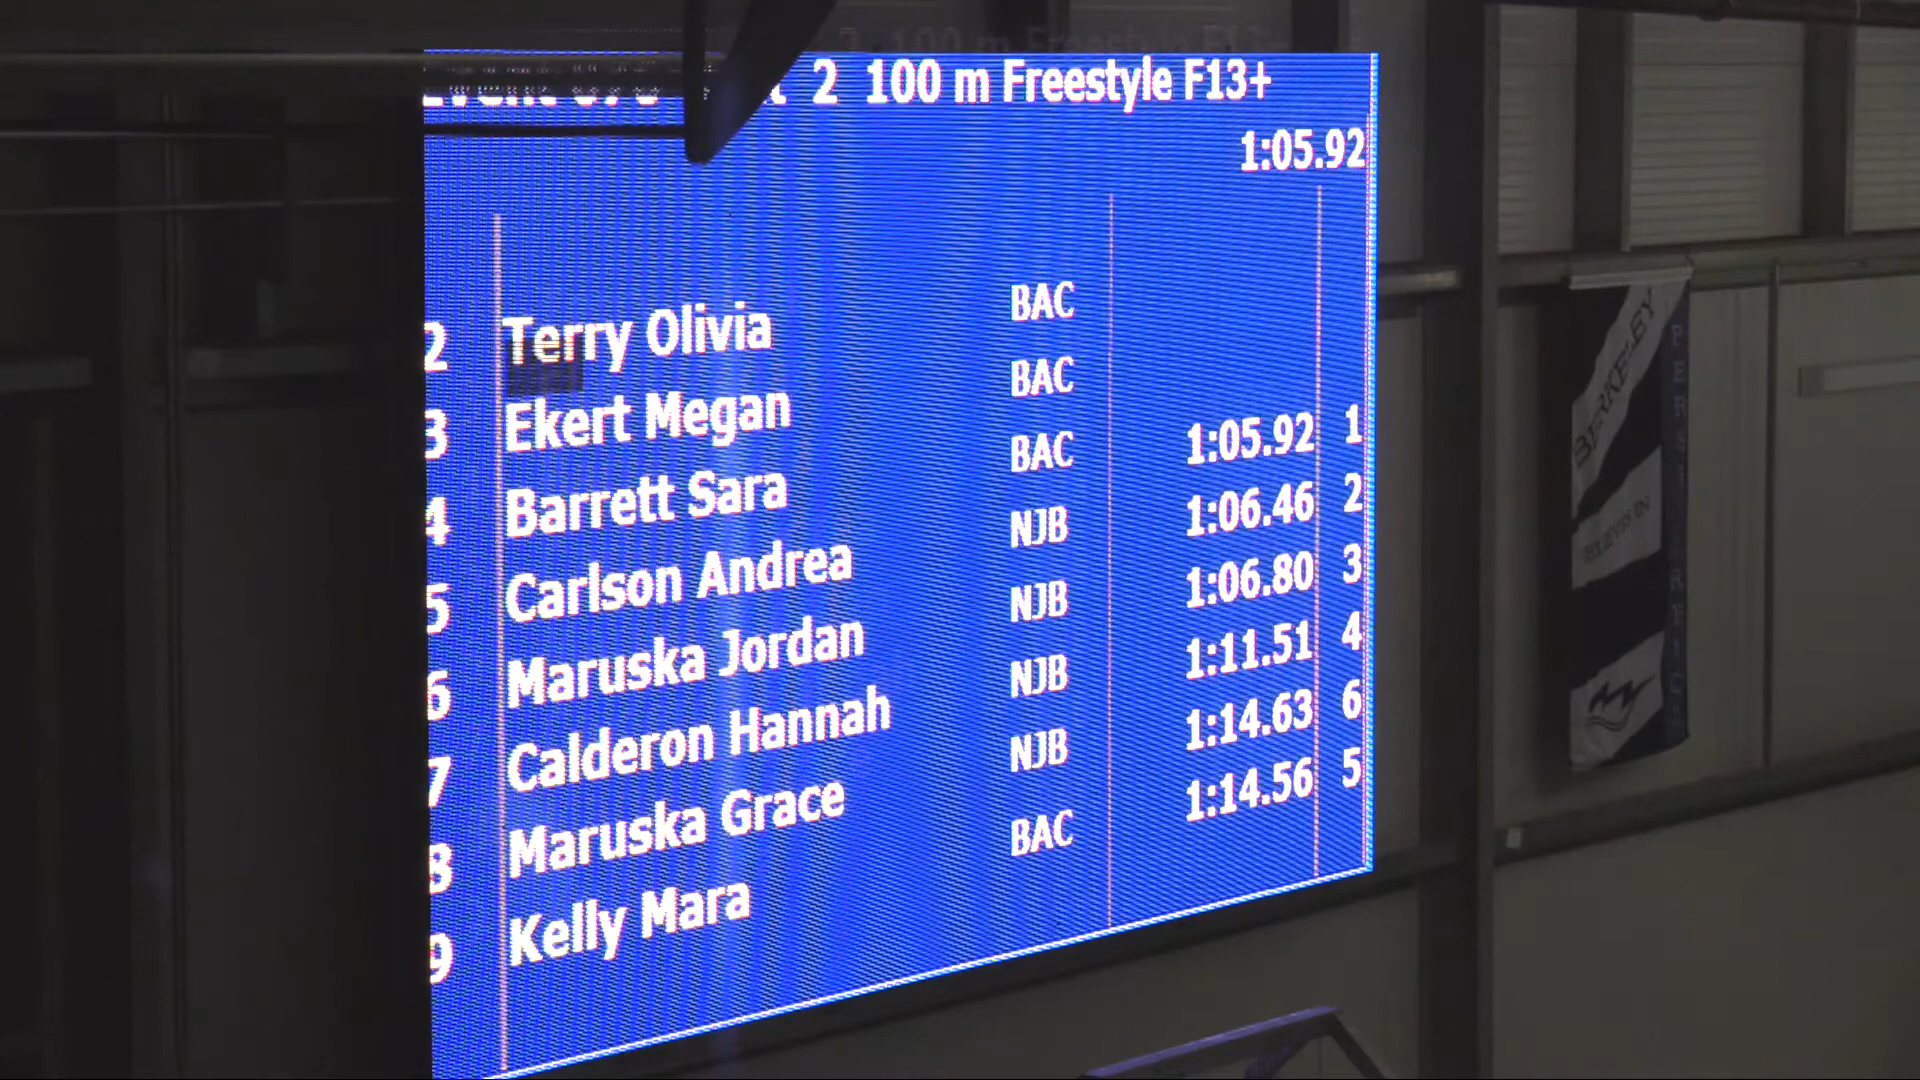 2 100 m Freestyle F13+
1:05.92
2 Terry Olivia BAC
3 Ekert Megan BAC
4 Barrett Sara BAC 1:05.92 1
5 Carlson Andrea NJB 1:06.46 2
6 Maruska Jordan NJB 1:06.80 3
7 Calderon Hannah NJB 1:11.51 4
8 Maruska Grace NJB 1:14.63 6
9 Kelly Mara BAC 1:14.56 5
BERKELEY